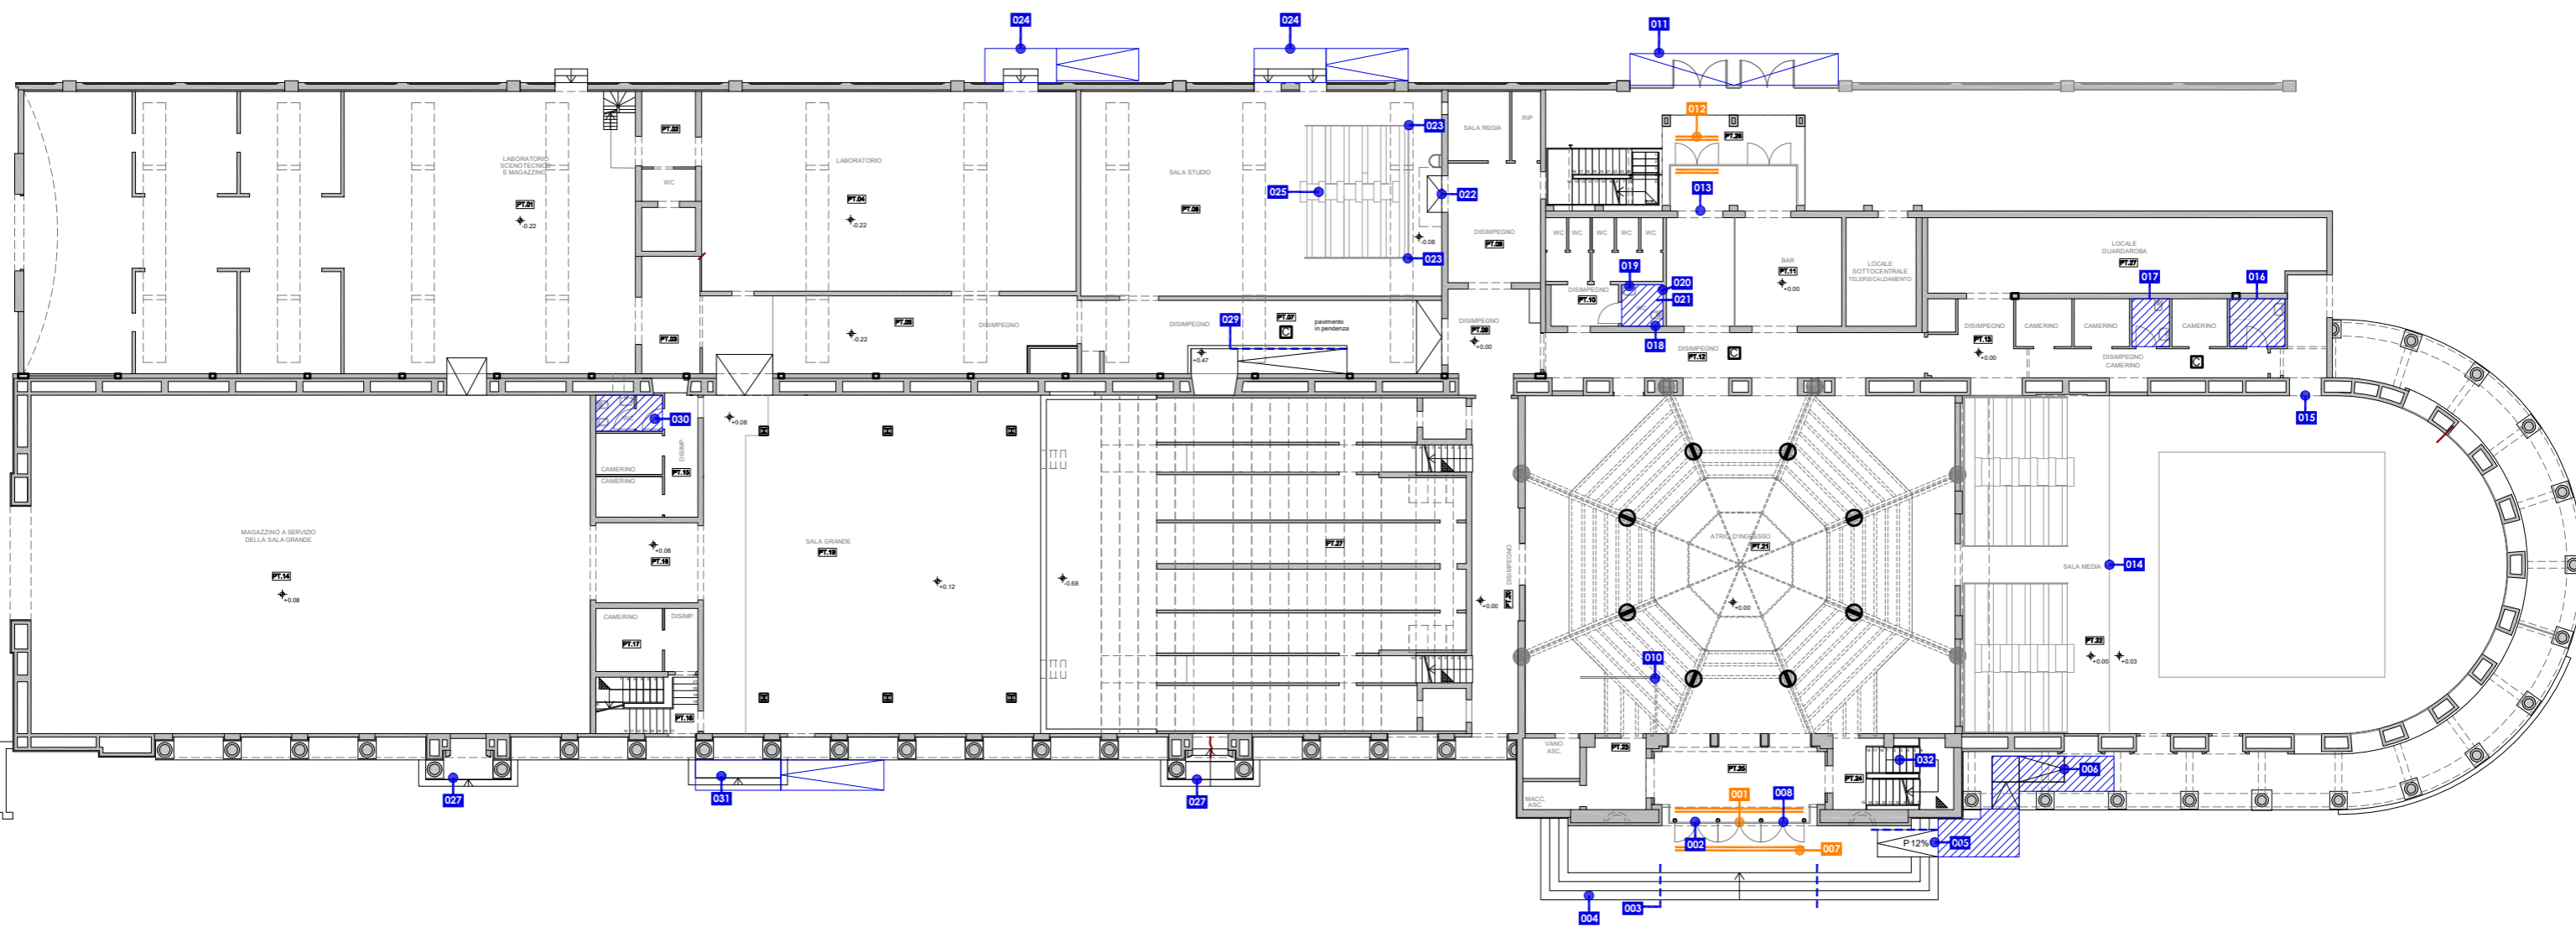 024
024
011
012
PT.26
PT.02
SALA REGIA
RIP
023
LABORATORIO
SCENOTECNICO
E MAGAZZINO
LABORATORIO
SALA STUDIO
WC
025
022
013
PT.01
-0.22
PT.04
-0.22
PT.06
DISIMPEGNO
PT.08
-0.08
023
WC
WC
WC
WC
WC
019
020
021
BAR
PT.11
+0.00
LOCALE
SOTTOCENTRALE
TELERISCALDAMENTO
LOCALE
GUARDAROBA
PT.27
017
016
DISIMPEGNO
PT.10
018
PT.03
PT.05
-0.22
DISIMPEGNO
DISIMPEGNO
029
PT.07
C
pavimento
in pendenza
+0.47
DISIMPEGNO
PT.09
+0.00
DISIMPEGNO
PT.12
C
DISIMPEGNO
PT.13
+0.00
CAMERINO
CAMERINO
CAMERINO
DISIMPEGNO
CAMERINO
C
015
030
+0.08
DISIMP.
PT.15
CAMERINO
CAMERINO
MAGAZZINO A SERVIZIO
DELLA SALA GRANDE
PT.14
+0.08
+0.08
PT.16
SALA GRANDE
PT.19
+0.12
-0.68
PT.27
DISIMPEGNO
PT.20
+0.00
ATRIO D'INGRESSO
PT.21
+0.00
SALA MEDIA
014
CAMERINO
DISIMP.
PT.17
010
PT.22
+0.00
+0.03
VANO
ASC.
PT.23
PT.25
PT.24
032
006
MACC.
ASC.
027
031
027
001
008
002
007
P 12%
005
003
004